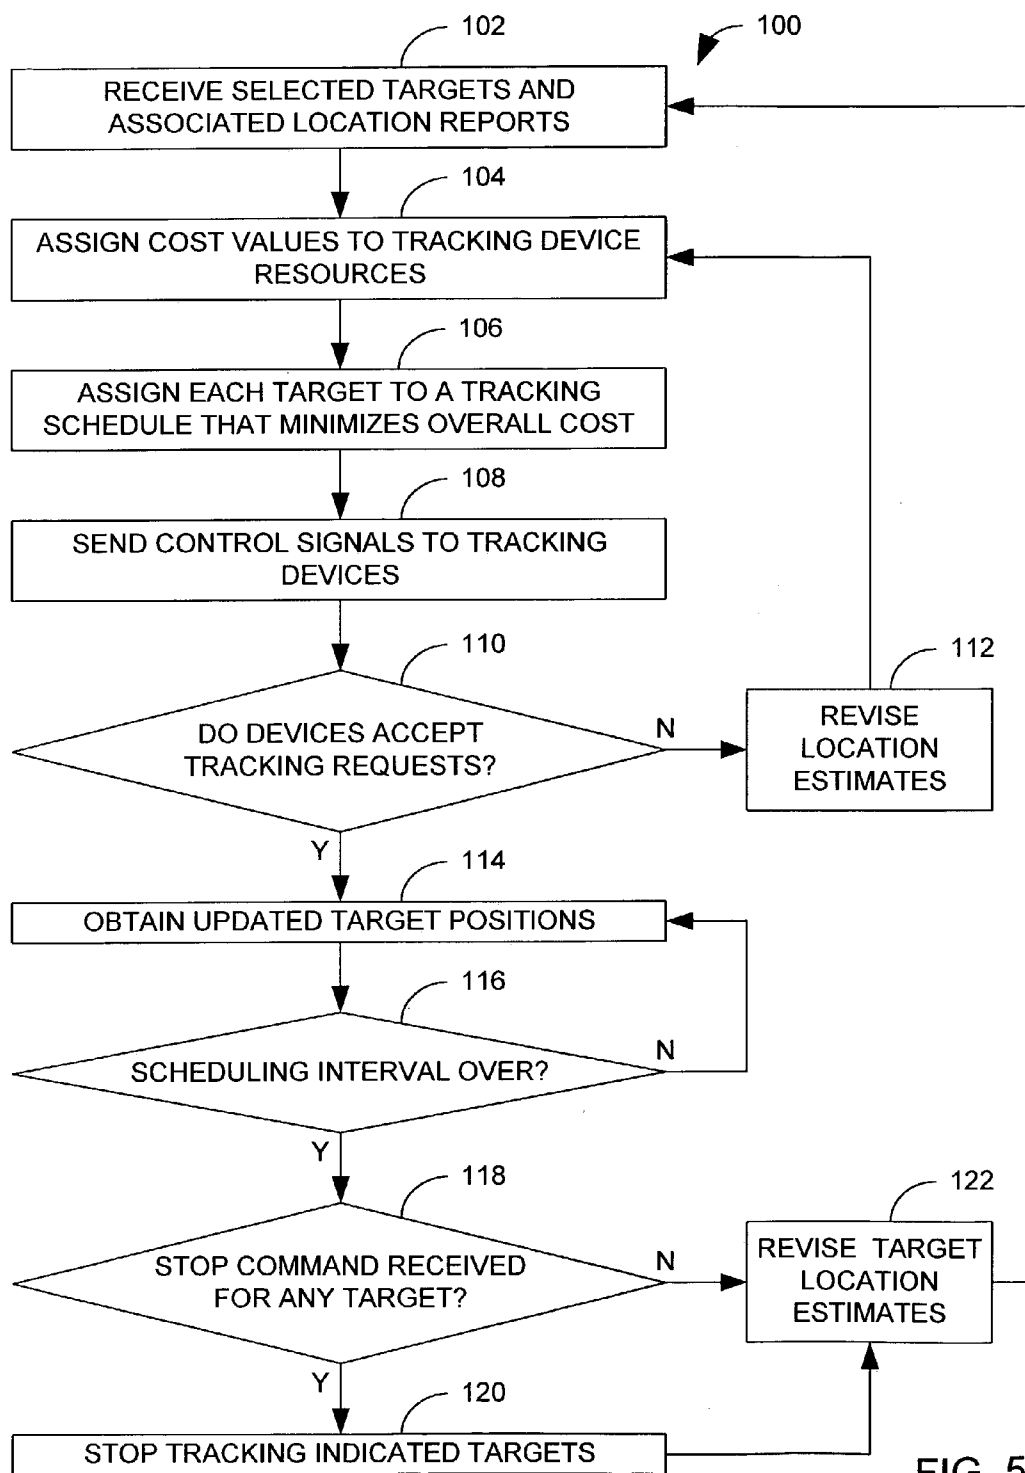 102
100
RECEIVE SELECTED TARGETS AND
ASSOCIATED LOCATION REPORTS
104
ASSIGN COST VALUES TO TRACKING DEVICE
RESOURCES
106
ASSIGN EACH TARGET TO A TRACKING
SCHEDULE THAT MINIMIZES OVERALL COST
108
SEND CONTROL SIGNALS TO TRACKING
DEVICES
110
DO DEVICES ACCEPT
TRACKING REQUESTS?
N
112
REVISE
LOCATION
ESTIMATES
Y
114
OBTAIN UPDATED TARGET POSITIONS
116
SCHEDULING INTERVAL OVER?
N
Y
118
STOP COMMAND RECEIVED
FOR ANY TARGET?
N
122
REVISE TARGET
LOCATION
ESTIMATES
Y
120
STOP TRACKING INDICATED TARGETS
FIG. 5